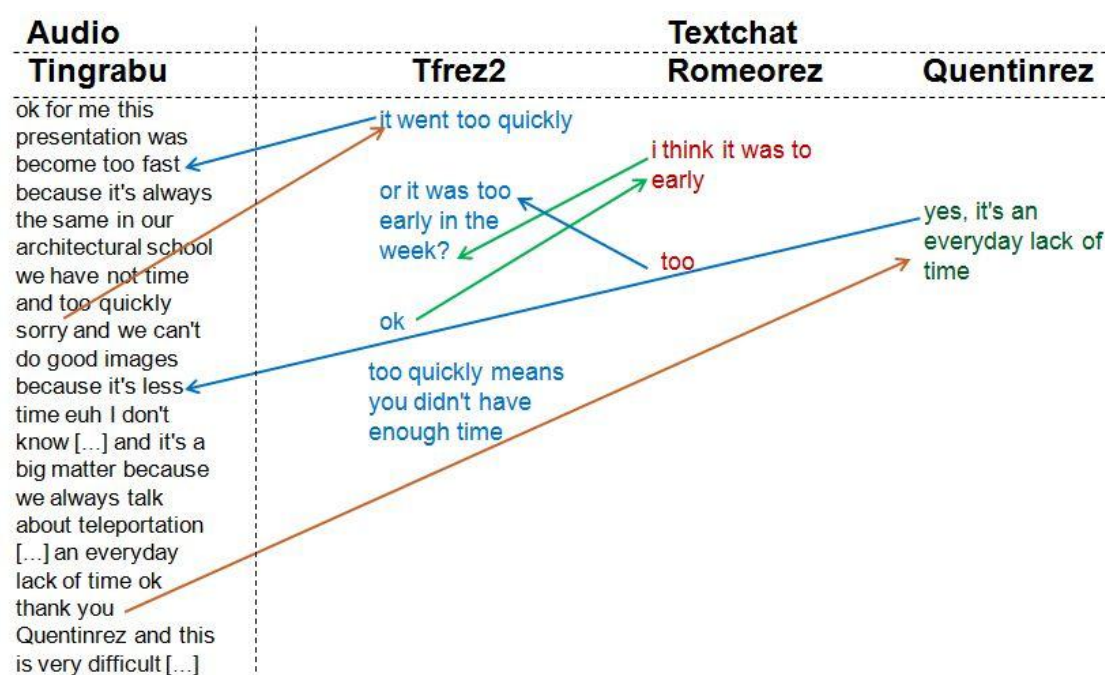 Audio
Textchat
Tingrabu
Tfrez2
Romeorez
Quentinrez
ok for me this
presentation was
become too fast
because it's always
the same in our
architectural school
we have not time
and too quickly
sorry and we can't
do good images
because it's less
time euh I don't
know [...] and it's a
big matter because
we always talk
about teleportation
[...] an everyday
lack of time ok
thank you
Quentinrez and this
is very difficult [...]
it went too quickly
or it was too
early in the
week?
ok
too quickly means
you didn't have
enough time
i think it was to
early
too
yes, it's an
everyday lack of
time